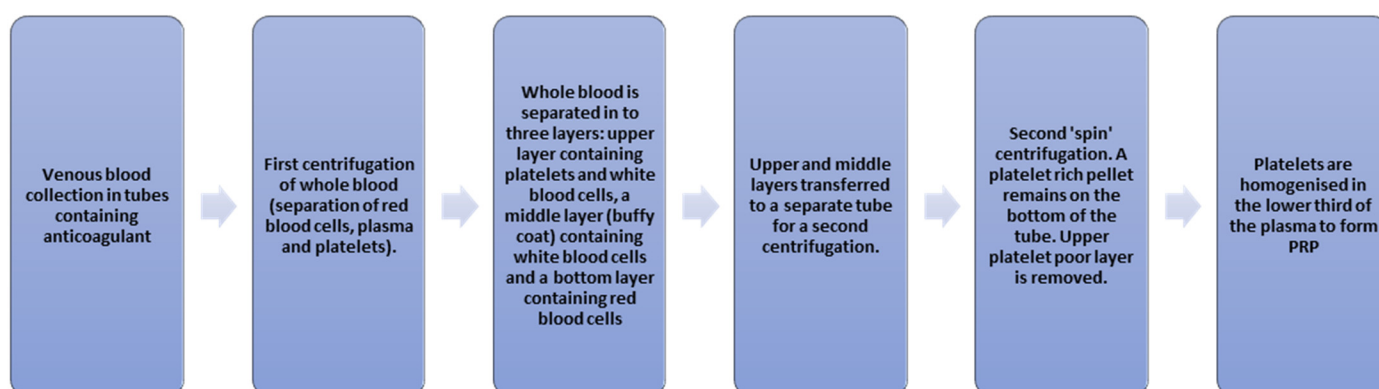 Venous blood
collection in tubes
containing
anticoagulant
First centrifugation
of whole blood
(separation of red
blood cells, plasma
and platelets).
Whole blood is
separated in to
three layers: upper
layer containing
platelets and white
blood cells, a
middle layer (buffy
coat) containing
white blood cells
and a bottom layer
containing red
blood cells
Upper and middle
layers transferred
to a separate tube
for a second
centrifugation.
Second 'spin'
centrifugation. A
platelet rich pellet
remains on the
bottom of the
tube. Upper
platelet poor layer
is removed.
Platelets are
homogenised in
the lower third of
the plasma to form
PRP